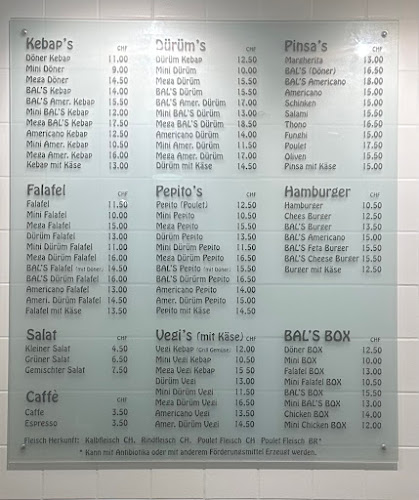 Kebap's CHF
Döner Kebap 11.00
Mini Döner 9.00
Mega Döner 14.50
BAL'S Kebap 14.00
BAL'S Amer. Kebap 15.50
Mini BAL'S Kebap 12.00
Mega BAL'S Kebap 17.50
Americano Kebap 12.50
Mini Amer. Kebap 10.50
Mega Amer. Kebap 16.00
Kebap mit Käse 13.00
Dürüm's CHF
Dürüm Kebap 12.50
Mini Dürüm 10.00
Mega Dürüm 15.50
BAL'S Dürüm 15.50
BAL'S Amer. Dürüm 17.00
Mini BAL'S Dürüm 13.50
Mega BAL'S Dürüm 18.50
Americano Dürüm 14.00
Mini Amer. Dürüm 11.50
Mega Amer. Dürüm 17.00
Dürüm mit Käse 14.50
Pinsa's CHF
Margherita 13.00
BAL'S (Döner) 16.50
BAL'S Americano 18.00
Americano 15.00
Schinken 15.00
Salami 15.50
Thono 16.50
Funghi 15.00
Poulet 17.50
Oliven 15.50
Pinsa mit Käse 15.00
Falafel CHF
Falafel 11.50
Mini Falafel 10.00
Mega Falafel 15.00
Dürüm Falafel 13.00
Mini Dürüm Falafel 11.00
Mega Dürüm Falafel 16.00
BAL'S Falafel (mit Döner) 14.50
BAL'S Dürüm Falafel 16.00
Americano Falafel 13.00
Ameri. Dürüm Falafel 14.50
Falafel mit Käse 13.50
Pepito's CHF
Pepito (Poulet) 12.50
Mini Pepito 10.50
Mega Pepito 15.50
Dürüm Pepito 13.50
Mini Dürüm Pepito 11.50
Mega Dürüm Pepito 16.50
BAL'S Pepito (mit Döner) 15.50
BAL'S Dürürm Pepito 16.50
Americano Pepito 14.00
Amer. Dürüm Pepito 15.00
Pepito mit Käse 14.50
Hamburger CHF
Hamburger 10.50
Chees Burger 12.50
BAL'S Burger 13.50
BAL'S Americano 15.00
BAL'S Feta Burger 15.50
BAL'S Cheese Burger 15.50
Burger mit Käse 12.50
Salat CHF
Kleiner Salat 4.50
Grüner Salat 6.50
Gemischter Salat 7.50
Caffè CHF
Caffe 3.50
Espresso 3.50
Vegi's (mit Käse) CHF
Vegi Kebap (Grill Gemüse) 12.00
Mini Vegi Kebap 10.50
Mega Vegi Kebap 15.50
Dürüm Vegi 13.00
Mini Dürüm Vegi 11.50
Mega Dürüm Vegi 16.50
Americano Vegi 13.50
Amer. Dürüm Vegi 14.50
BAL'S BOX CHF
Döner BOX 12.50
Mini BOX 10.00
Falafel BOX 13.00
Mini Falafel BOX 10.50
BAL'S BOX 15.50
Mini BAL'S BOX 13.00
Chicken BOX 14.00
Mini Chicken BOX 12.00
Fleisch Herkunft: Kalbfleisch CH, Rindfleisch CH, Poulet Fleisch CH Poulet Fleisch BR*
* Kann mit Antibiotika oder mit anderem Förderungsmittel Erzeuet werden.